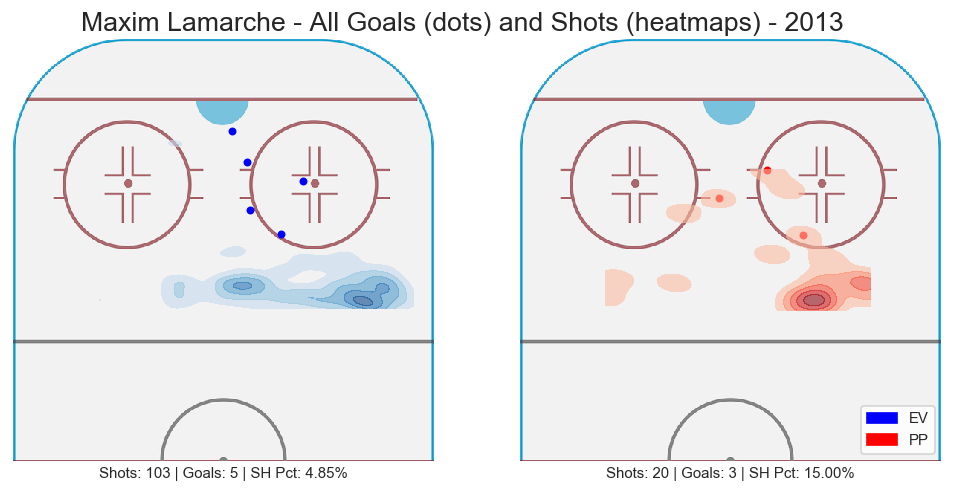 Maxim Lamarche - All Goals (dots) and Shots (heatmaps) - 2013
EV
PP
Shots: 103 | Goals: 5 | SH Pct: 4.85%
Shots: 20 | Goals: 3 | SH Pct: 15.00%